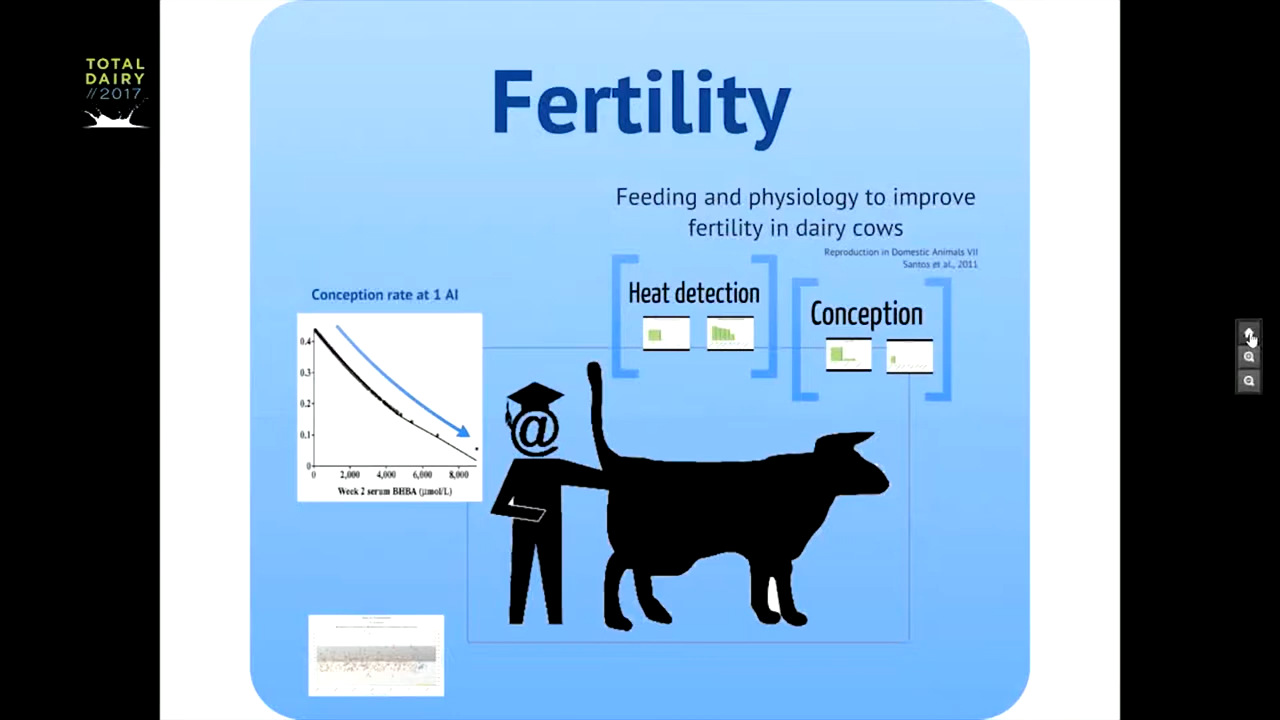 TOTAL
DAIRY
//2017
Fertility
Feeding and physiology to improve
fertility in dairy cows
Reproduction in Domestic Animals VII
Santos et al., 2011
Heat detection
Conception
Conception rate at 1 AI
0.4
0.3
0.2
0.1
0
0 2,000 4,000 6,000 8,000
Week 2 serum BHBA (µmol/L)
@